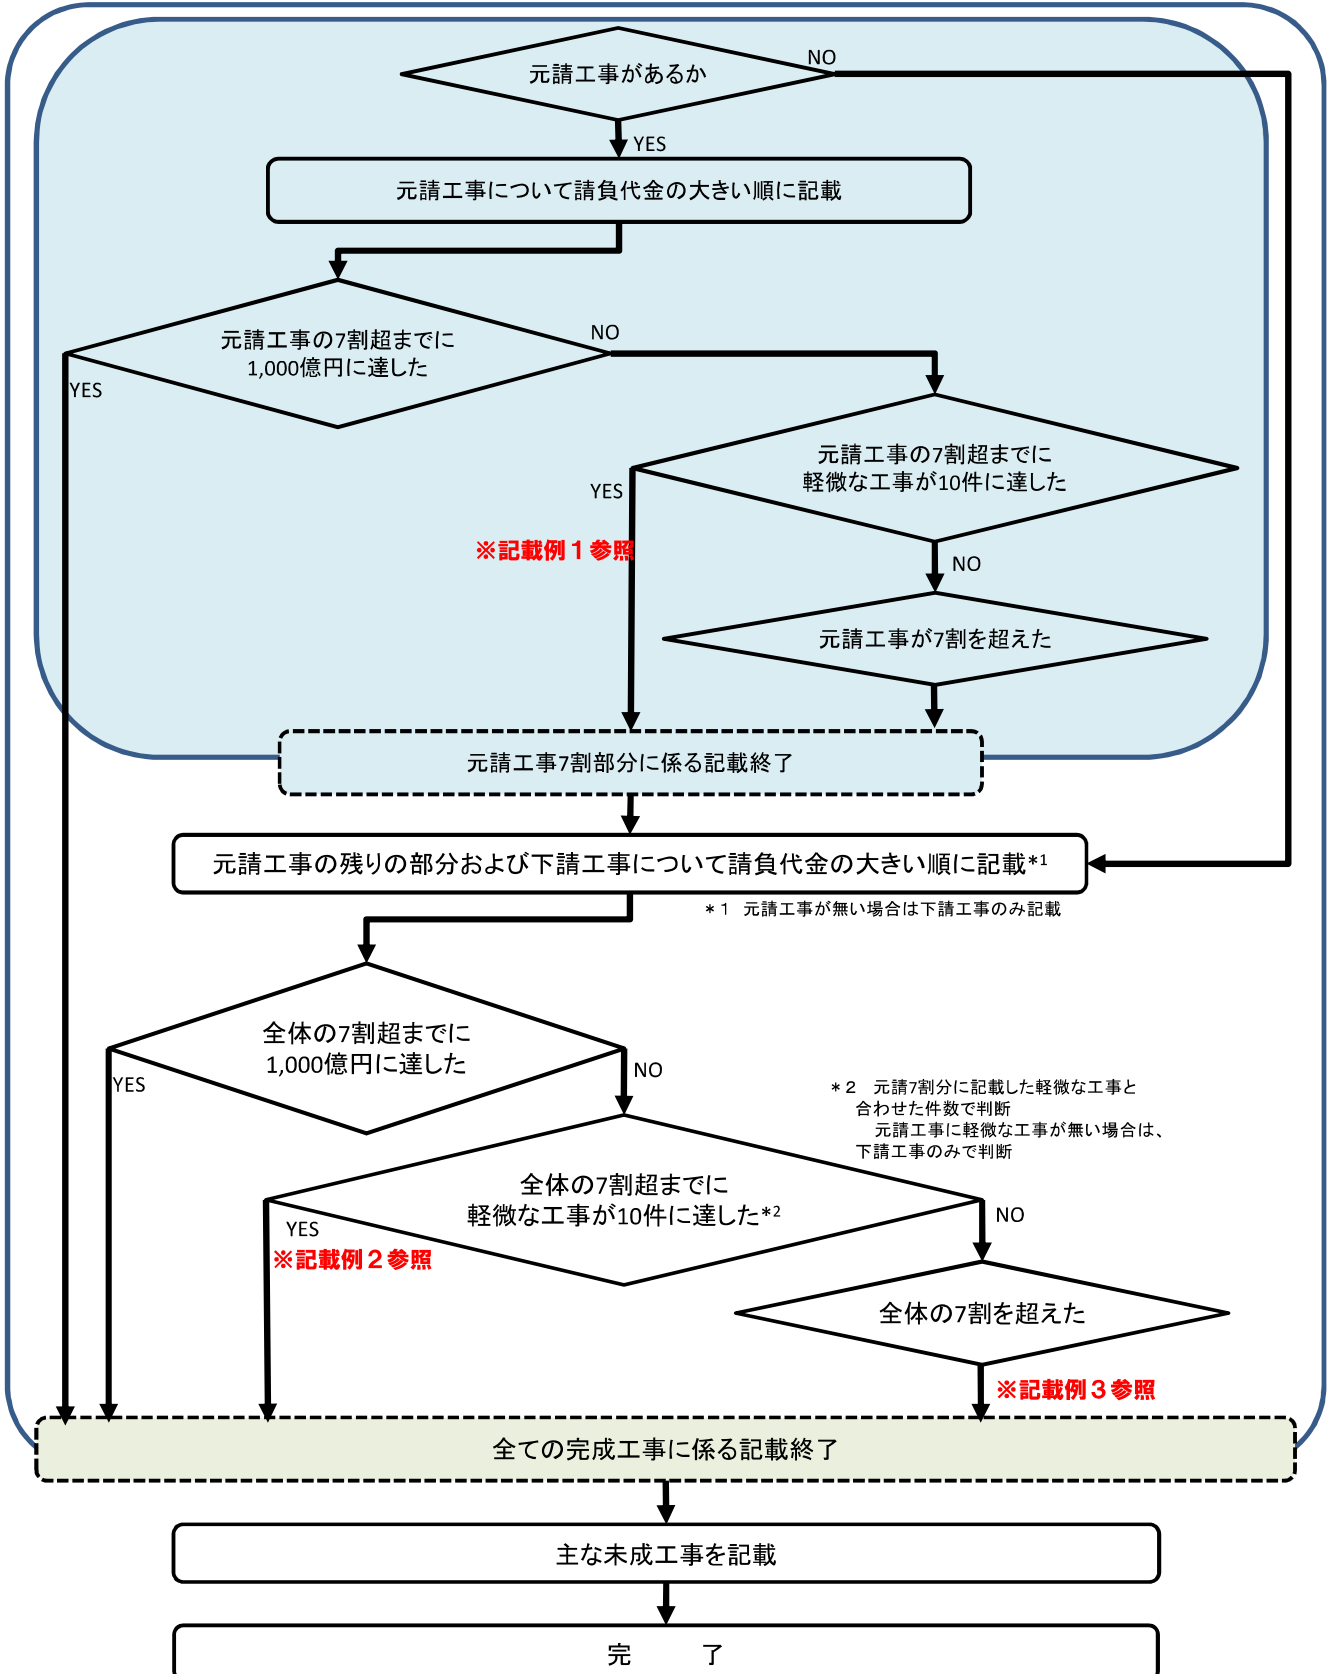 元請工事があるか
NO
YES
元請工事について請負代金の大きい順に記載
元請工事の7割超までに
1,000億円に達した
NO
YES
元請工事の7割超までに
軽微な工事が10件に達した
YES
※記載例１参照
NO
元請工事が7割を超えた
元請工事7割部分に係る記載終了
元請工事の残りの部分および下請工事について請負代金の大きい順に記載*1
＊１　元請工事が無い場合は下請工事のみ記載
全体の7割超までに
1,000億円に達した
YES
NO
＊２　元請7割分に記載した軽微な工事と
合わせた件数で判断
元請工事に軽微な工事が無い場合は、
下請工事のみで判断
全体の7割超までに
軽微な工事が10件に達した*2
YES
※記載例２参照
NO
全体の7割を超えた
※記載例３参照
全ての完成工事に係る記載終了
主な未成工事を記載
完　　　了